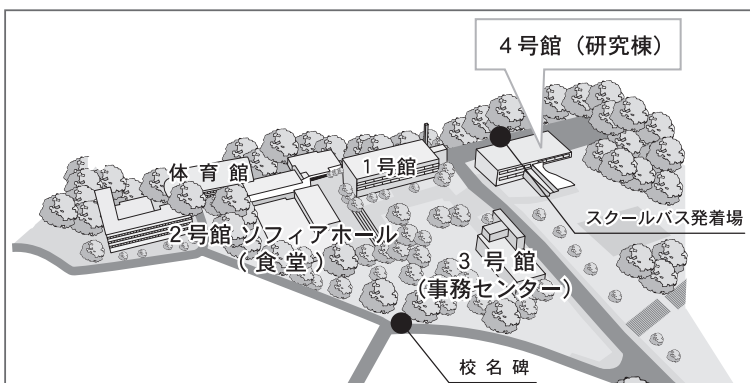 4号館（研究棟）
体育館
1号館
スクールバス発着場
2号館 ソフィアホール
（食堂）
3号館
（事務センター）
校名碑